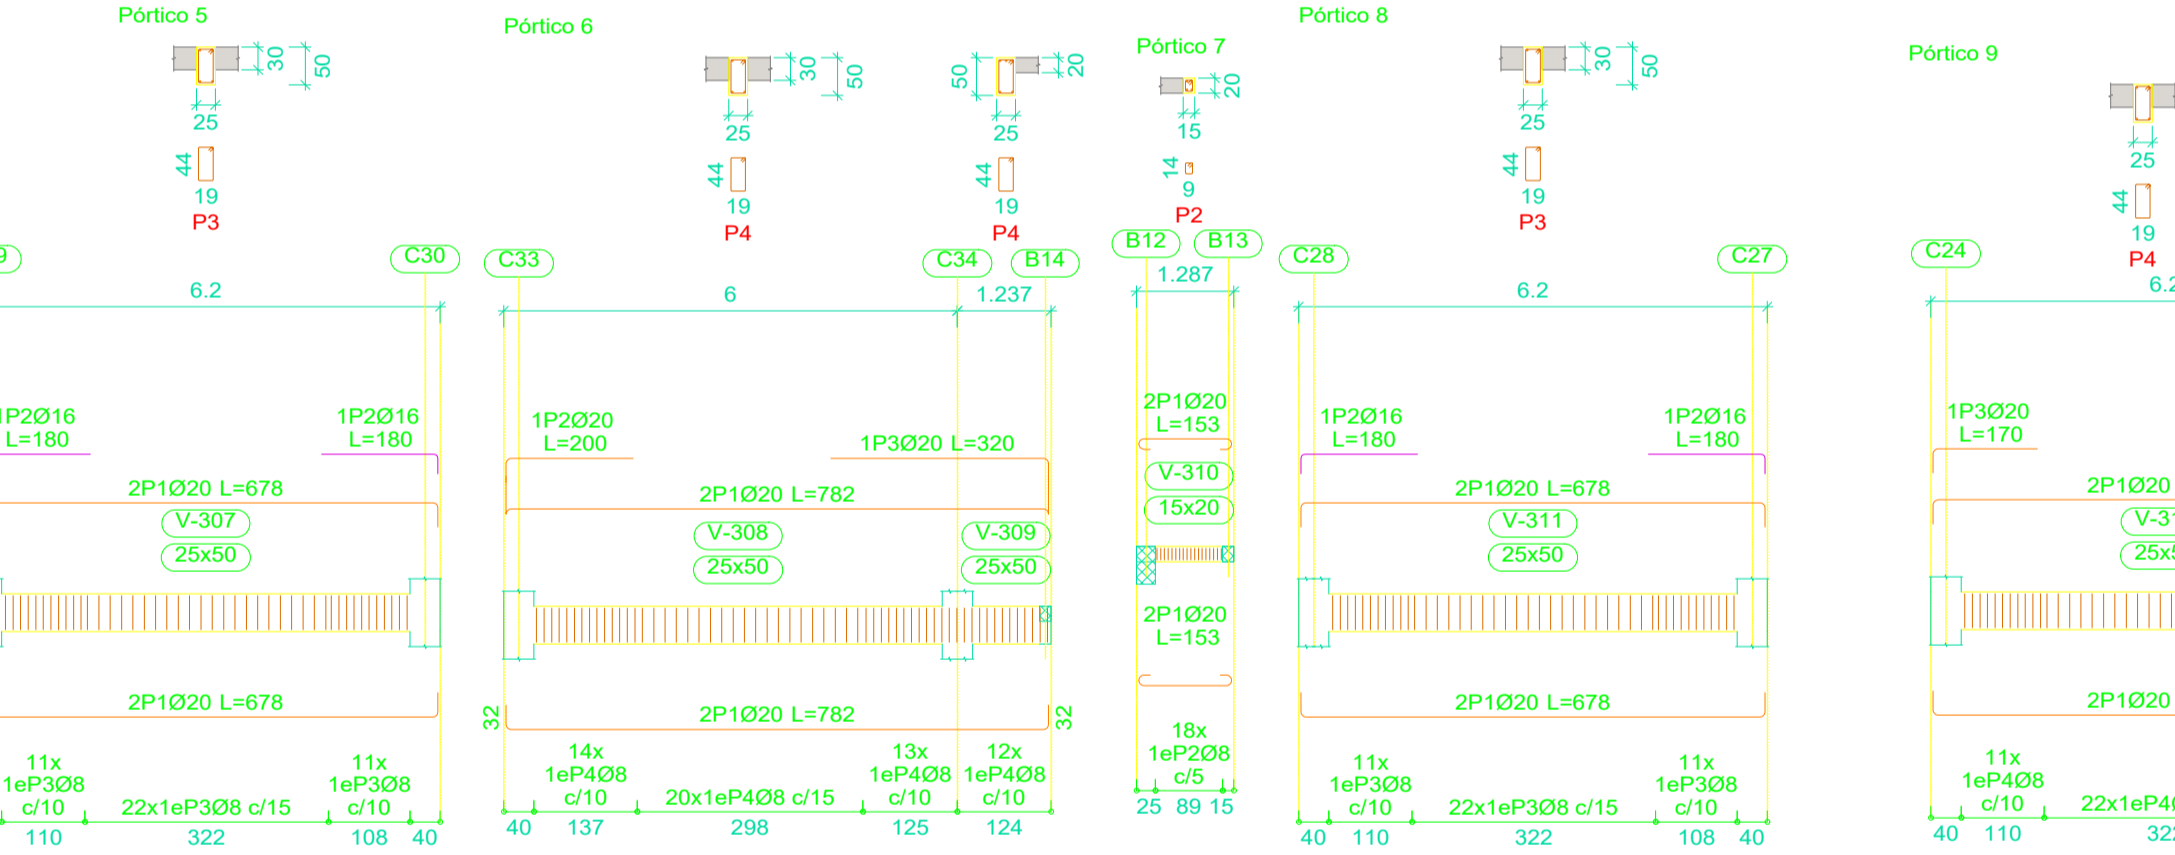 Pórtico 5
30
50
25
44
19
P3
9
C30
6.2
1P2Ø16
L=180
1P2Ø16
L=180
2P1Ø20 L=678
V-307
25x50
2P1Ø20 L=678
11x
1eP3Ø8
c/10
22x1eP3Ø8 c/15
11x
1eP3Ø8
c/10
110
322
108
40
Pórtico 6
30
50
25
44
19
P4
50
20
25
44
19
P4
C33
C34
B14
6
1.237
1P2Ø20
L=200
1P3Ø20 L=320
2P1Ø20 L=782
V-308
25x50
V-309
25x50
32
2P1Ø20 L=782
32
14x
1eP4Ø8
c/10
20x1eP4Ø8 c/15
13x
1eP4Ø8
c/10
12x
1eP4Ø8
c/10
40
137
298
125
124
Pórtico 7
20
15
14
9
P2
B12
B13
1.287
2P1Ø20
L=153
V-310
15x20
2P1Ø20
L=153
18x
1eP2Ø8
c/5
25
89
15
Pórtico 8
30
50
25
44
19
P3
C28
C27
6.2
1P2Ø16
L=180
1P2Ø16
L=180
2P1Ø20 L=678
V-311
25x50
2P1Ø20 L=678
11x
1eP3Ø8
c/10
22x1eP3Ø8 c/15
11x
1eP3Ø8
c/10
40
110
322
108
40
Pórtico 9
25
44
19
P4
C24
1P3Ø20
L=170
2P1Ø20
2P1Ø20
11x
1eP4Ø8
c/10
40
110